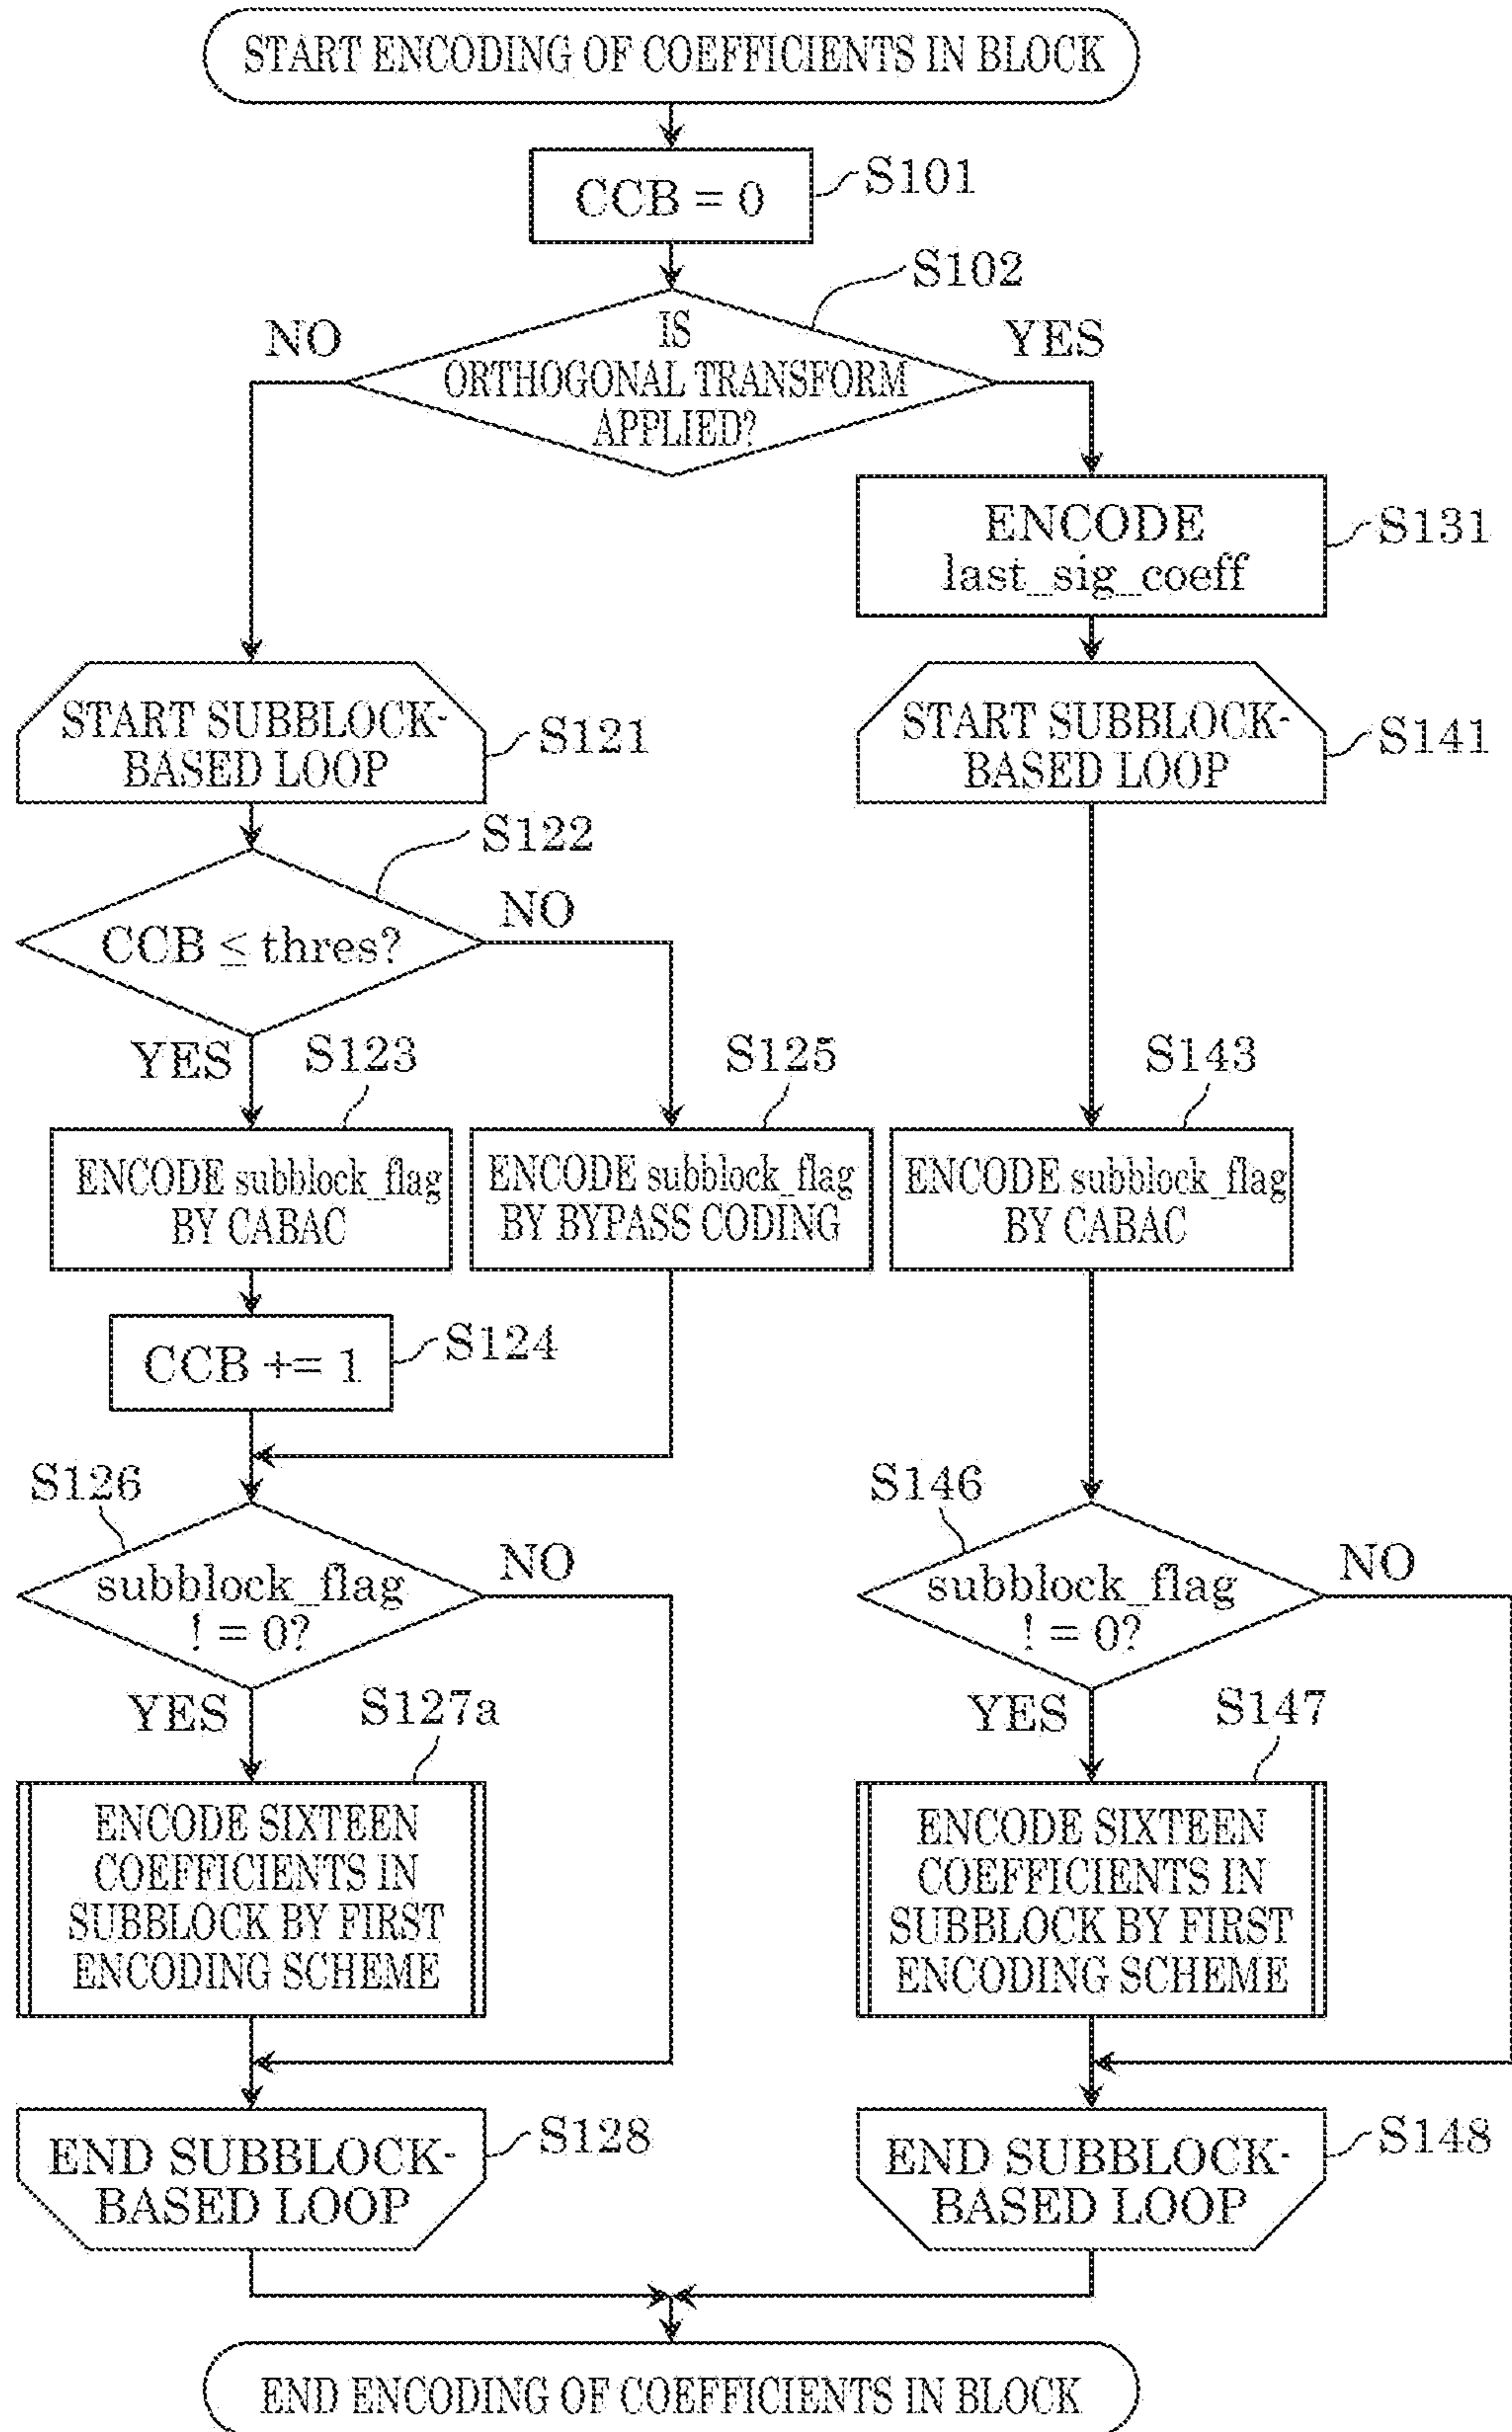 START ENCODING OF COEFFICIENTS IN BLOCK
CCB = 0
S101
S102
NO
IS
ORTHOGONAL TRANSFORM
APPLIED?
YES
ENCODE
last_sig_coeff
S131
START SUBBLOCK-
BASED LOOP
S121
START SUBBLOCK-
BASED LOOP
S141
S122
CCB ≤ thres?
NO
YES
S123
S125
S143
ENCODE subblock_flag
BY CABAC
ENCODE subblock_flag
BY BYPASS CODING
ENCODE subblock_flag
BY CABAC
CCB += 1
S124
S126
subblock_flag
! = 0?
NO
S146
subblock_flag
! = 0?
NO
YES
S127a
YES
S147
ENCODE SIXTEEN
COEFFICIENTS IN
SUBBLOCK BY FIRST
ENCODING SCHEME
ENCODE SIXTEEN
COEFFICIENTS IN
SUBBLOCK BY FIRST
ENCODING SCHEME
END SUBBLOCK-
BASED LOOP
S128
END SUBBLOCK-
BASED LOOP
S148
END ENCODING OF COEFFICIENTS IN BLOCK